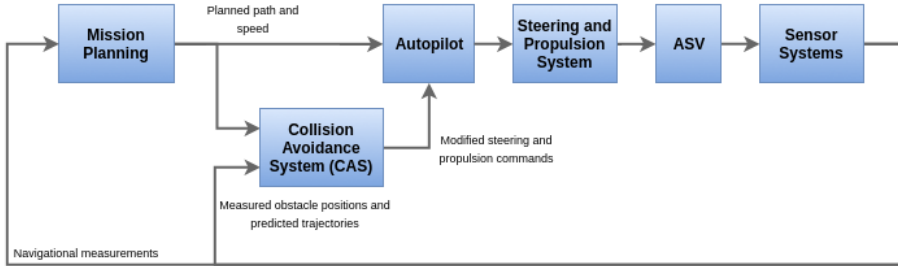 Planned path and
speed
Mission
Planning
Autopilot
Steering and
Propulsion
System
ASV
Sensor
Systems
Collision
Avoidance
System (CAS)
Modified steering and
propulsion commands
Measured obstacle positions and
predicted trajectories
Navigational measurements